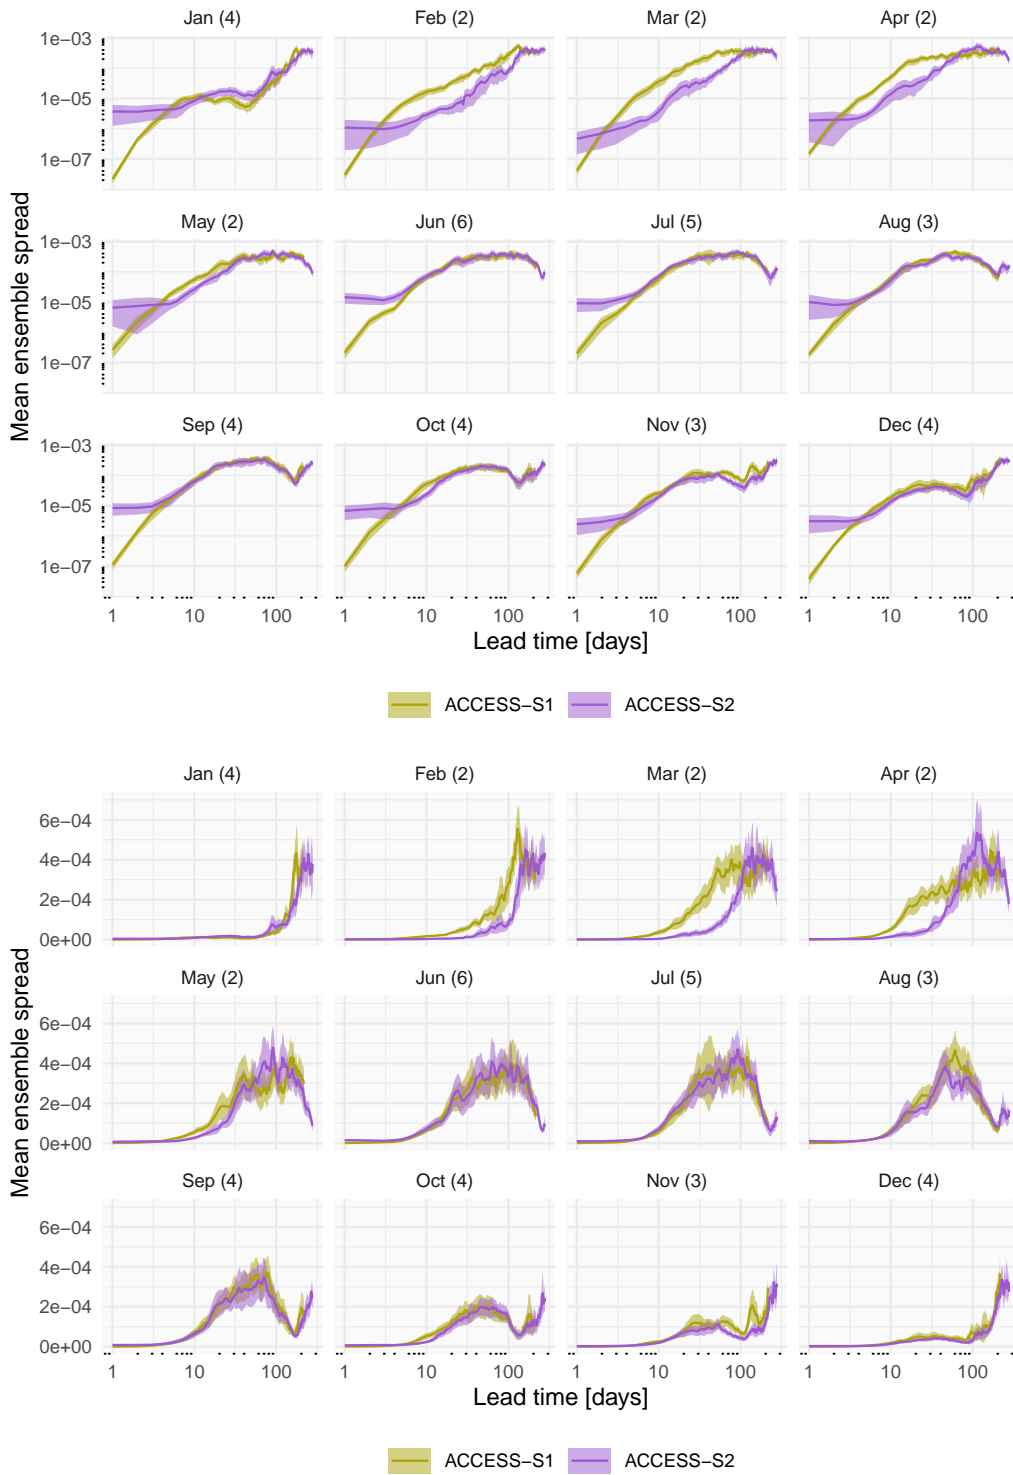 Jan (4) Feb (2) Mar (2) Apr (2)
1e−03
1e−05
1e−07
May (2) Jun (6) Jul (5) Aug (3)
1e−03
1e−05
1e−07
Sep (4) Oct (4) Nov (3) Dec (4)
1e−03
1e−05
1e−07
Mean ensemble spread
1 10 100 1 10 100 1 10 100 1 10 100
Lead time [days]
ACCESS−S1 ACCESS−S2
Jan (4) Feb (2) Mar (2) Apr (2)
6e−04
4e−04
2e−04
0e+00
May (2) Jun (6) Jul (5) Aug (3)
6e−04
4e−04
2e−04
0e+00
Sep (4) Oct (4) Nov (3) Dec (4)
6e−04
4e−04
2e−04
0e+00
Mean ensemble spread
1 10 100 1 10 100 1 10 100 1 10 100
Lead time [days]
ACCESS−S1 ACCESS−S2